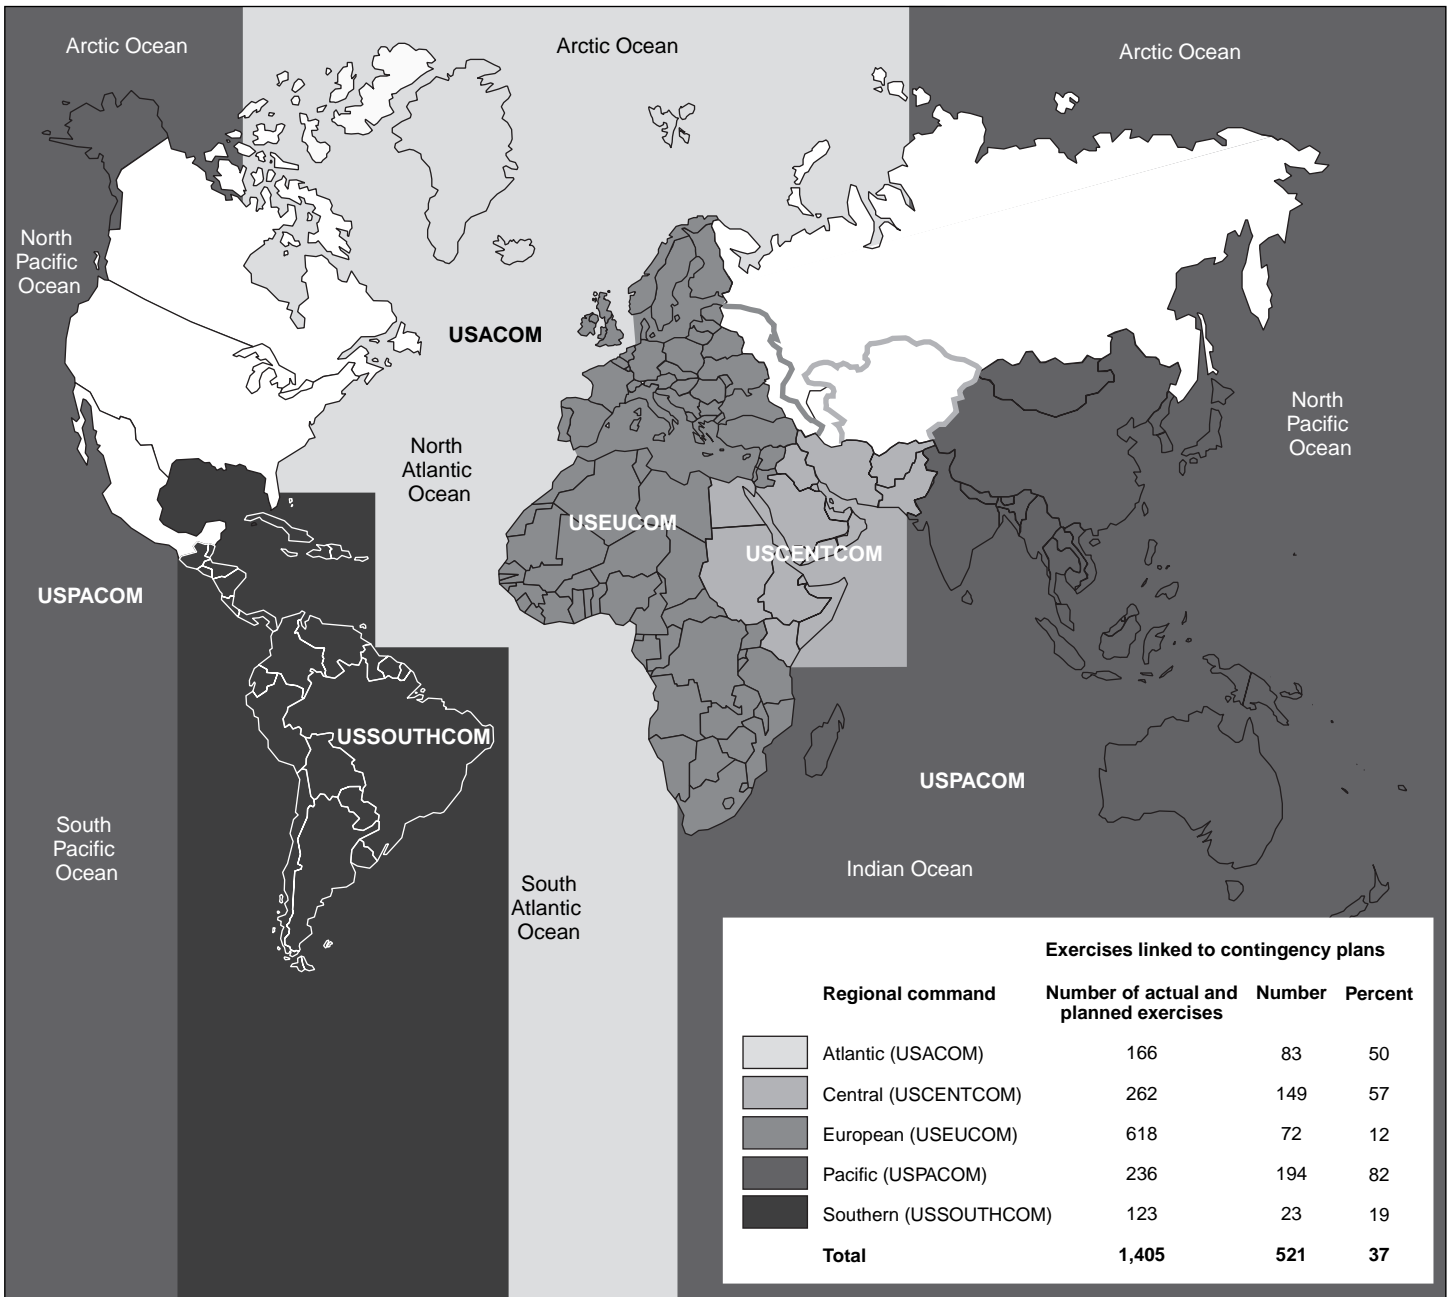 Arctic Ocean
Arctic Ocean
Arctic Ocean
North
Pacific
Ocean
USACOM
North
Atlantic
Ocean
North
Pacific
Ocean
USEUCOM
USCENTCOM
USPACOM
USSOUTHCOM
USPACOM
South
Pacific
Ocean
Indian Ocean
South
Atlantic
Ocean
Exercises linked to contingency plans
Regional command Number of actual and Number Percent
planned exercises
Atlantic (USACOM) 166 83 50
Central (USCENTCOM) 262 149 57
European (USEUCOM) 618 72 12
Pacific (USPACOM) 236 194 82
Southern (USSOUTHCOM) 123 23 19
Total 1,405 521 37